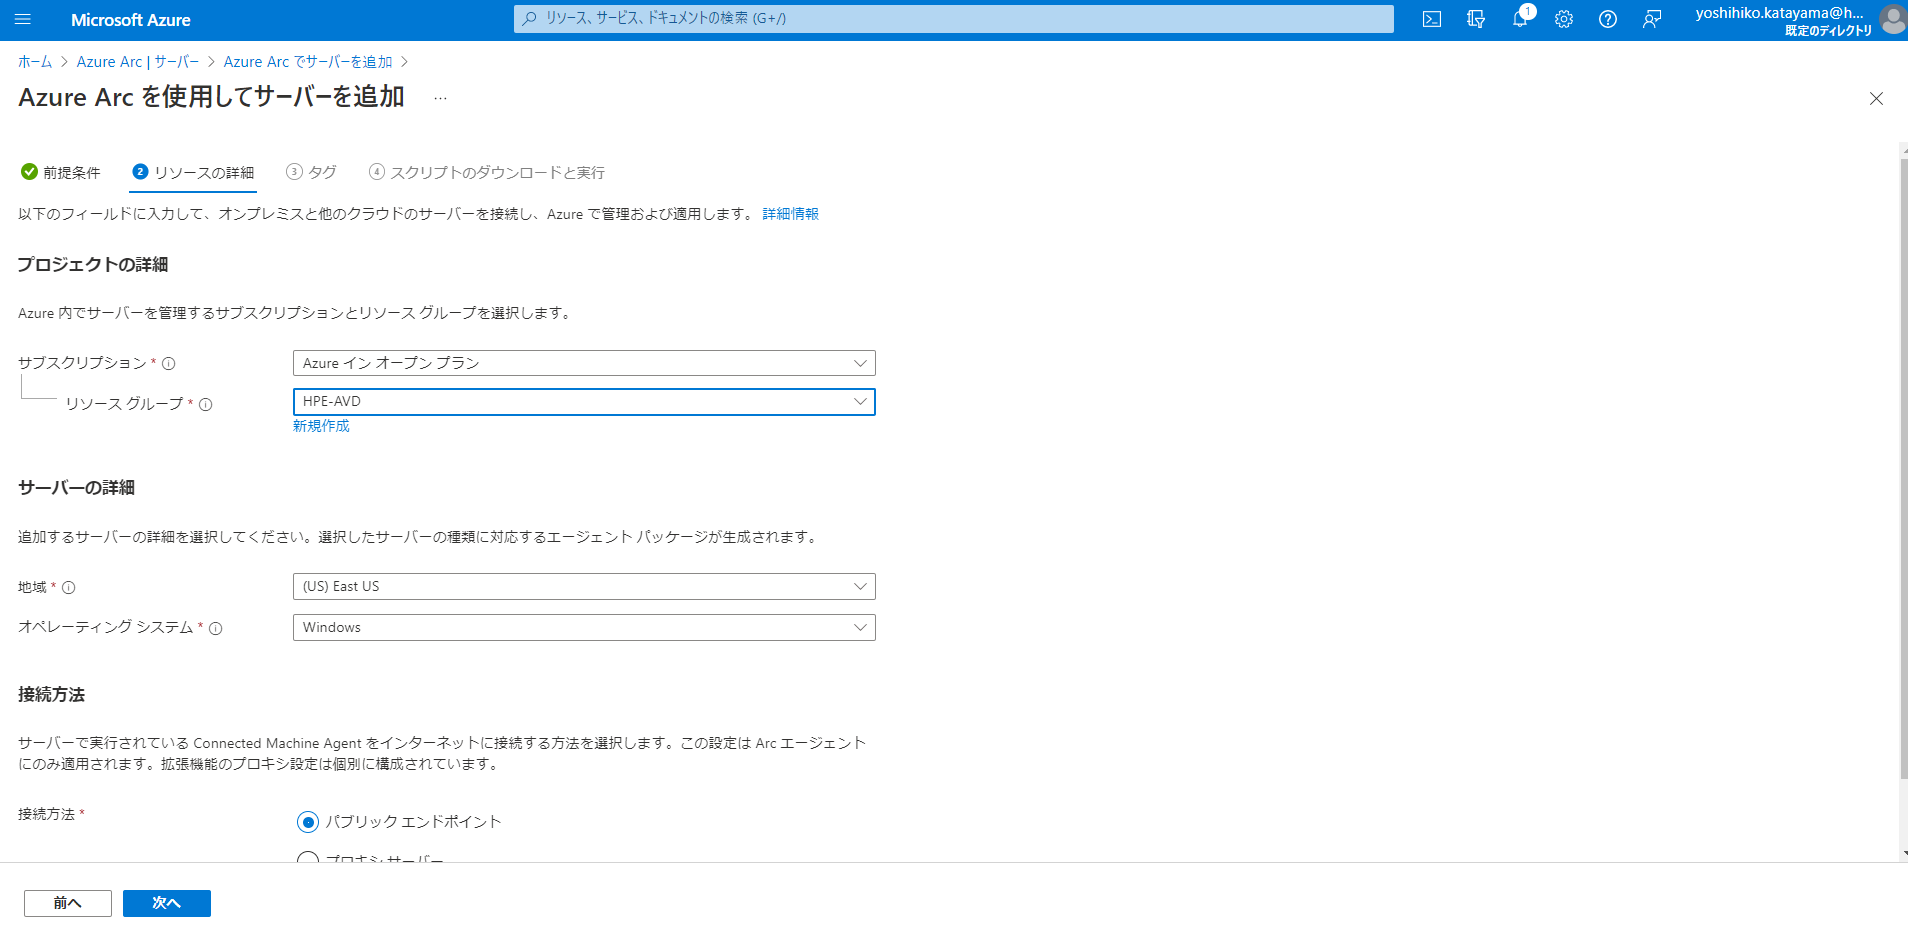 Microsoft Azure
リソース、サービス、ドキュメントの検索 (G+/)
1
yoshihiko.katayama@h...
既定のディレクトリ
ホーム > Azure Arc | サーバー > Azure Arc でサーバーを追加 >
Azure Arc を使用してサーバーを追加 ...
前提条件 2 リソースの詳細 3 タグ 4 スクリプトのダウンロードと実行
以下のフィールドに入力して、オンプレミスと他のクラウドのサーバーを接続し、Azure で管理および適用します。 詳細情報
プロジェクトの詳細
Azure 内でサーバーを管理するサブスクリプションとリソース グループを選択します。
サブスクリプション * Azure イン オープン プラン
リソース グループ * HPE-AVD
新規作成
サーバーの詳細
追加するサーバーの詳細を選択してください。選択したサーバーの種類に対応するエージェント パッケージが生成されます。
地域 * (US) East US
オペレーティング システム * Windows
接続方法
サーバーで実行されている Connected Machine Agent をインターネットに接続する方法を選択します。この設定は Arc エージェント
にのみ適用されます。拡張機能のプロキシ設定は個別に構成されています。
接続方法 *
パブリック エンドポイント
プロキシ サーバー
前へ 次へ